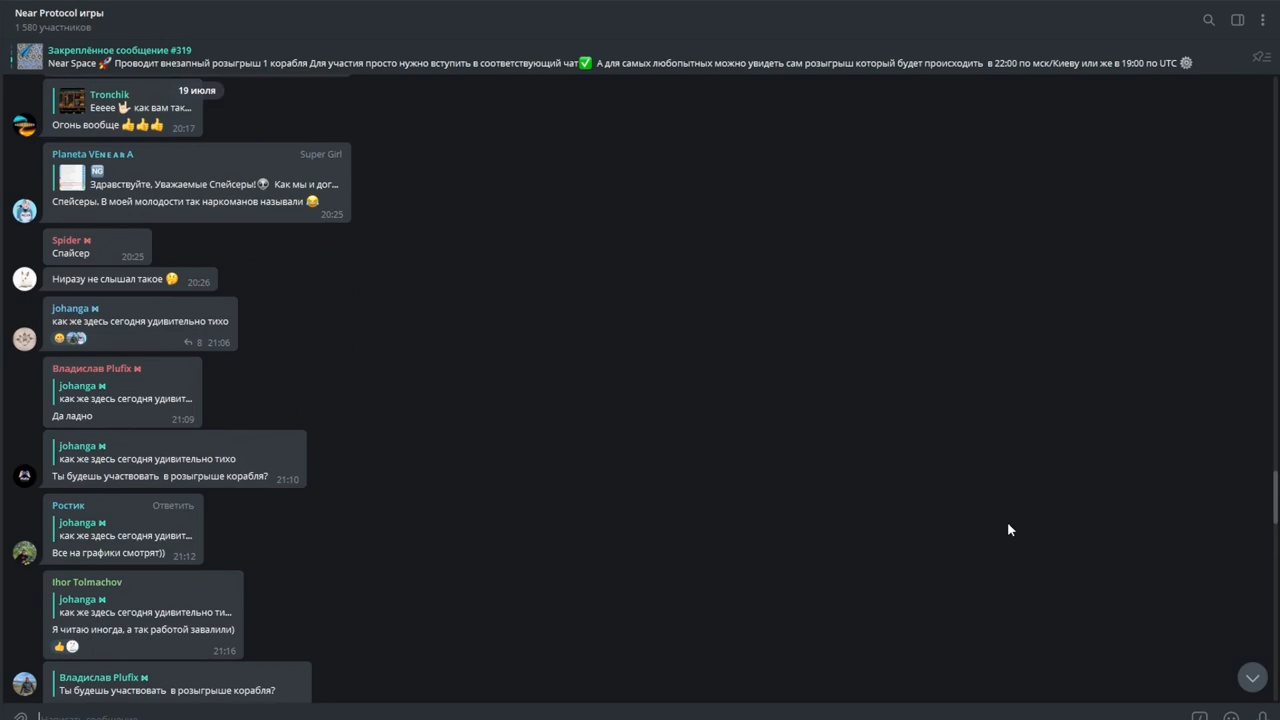 Near Protocol игры
1 580 участников
Закреплённое сообщение #319
Near Space 🚀 Проводит внезапный розыгрыш 1 корабля Для участия просто нужно вступить в соответствующий чат✅ А для самых любопытных можно увидеть сам розыгрыш который будет происходить в 22:00 по мск/Киеву или же в 19:00 по UTC ⚙️
19 июля
Tronchik
Еееее 🤟🏻 как вам так...
Огонь вообще 👍👍👍
20:17
Planeta VEɴᴇᴀʀA Super Girl
NG
Здравствуйте, Уважаемые Спейсеры!👽 Как мы и дог...
Спейсеры. В моей молодости так наркоманов называли 😂
20:25
Spider
Спайсер
20:25
Ниразу не слышал такое 🤔
20:26
johanga
как же здесь сегодня удивительно тихо
8 21:06
Владислав Plufix
johanga
как же здесь сегодня удивит...
Да ладно
21:09
johanga
как же здесь сегодня удивительно тихо
Ты будешь участвовать в розыгрыше корабля?
21:10
Ростик Ответить
johanga
как же здесь сегодня удивит...
Все на графики смотрят))
21:12
Ihor Tolmachov
johanga
как же здесь сегодня удивительно ти...
Я читаю иногда, а так работой завалили)
21:16
Владислав Plufix
Ты будешь участвовать в розыгрыше корабля?